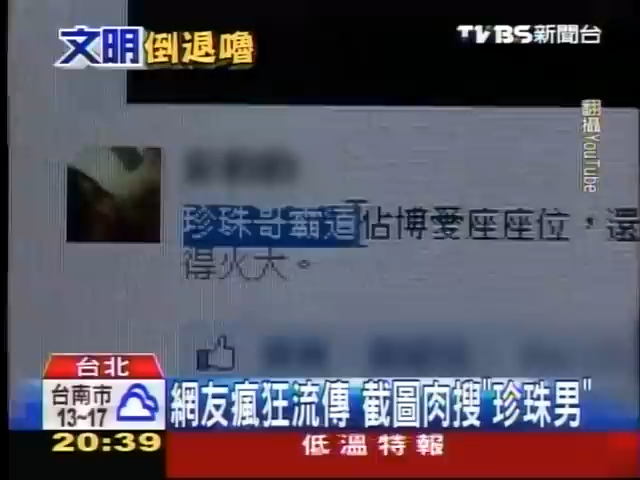 文明倒退嚕
TVBS新聞台
翻攝YouTube
珍珠哥霸道佔博愛座座位，還
得火大。
台北
網友瘋狂流傳 截圖肉搜"珍珠男"
台南市
13~17
20:39
低溫特報